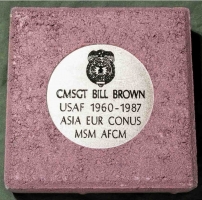 CMSGT BILL BROWN
USAF 1960-1987
ASIA EUR CONUS
MSM AFCM